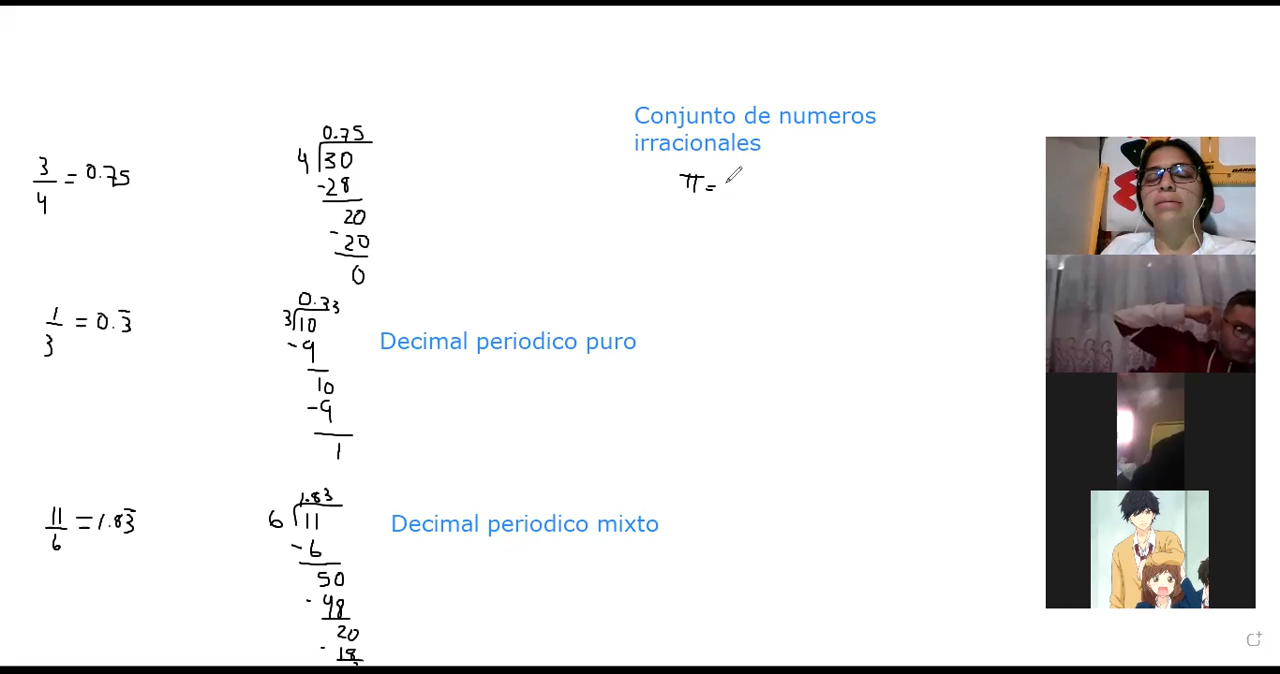 3/4 = 0.75
0.75
4 30
-28
20
- 20
0
1/3 = 0.3̅
0.33
3 10
-9
10
-9
1
Decimal periodico puro
11/6 = 1.83̅
1.83
6 11
-6
50
- 48
20
- 18
Decimal periodico mixto
Conjunto de numeros
irracionales
π =